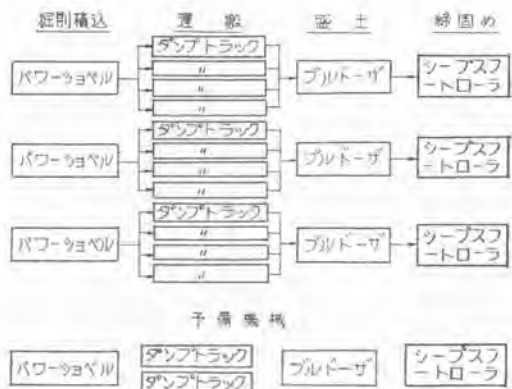 掘削積込 運搬 盛土 締固め
ダンプトラック
〃
パワーショベル ブルドーザ シープスフートローラ
〃
〃
ダンプトラック
〃
パワーショベル ブルドーザ シープスフートローラ
〃
〃
ダンプトラック
〃
パワーショベル ブルドーザ シープスフートローラ
〃
〃
予備機械
パワーショベル ダンプトラック ブルドーザ シープスフートローラ
ダンプトラック